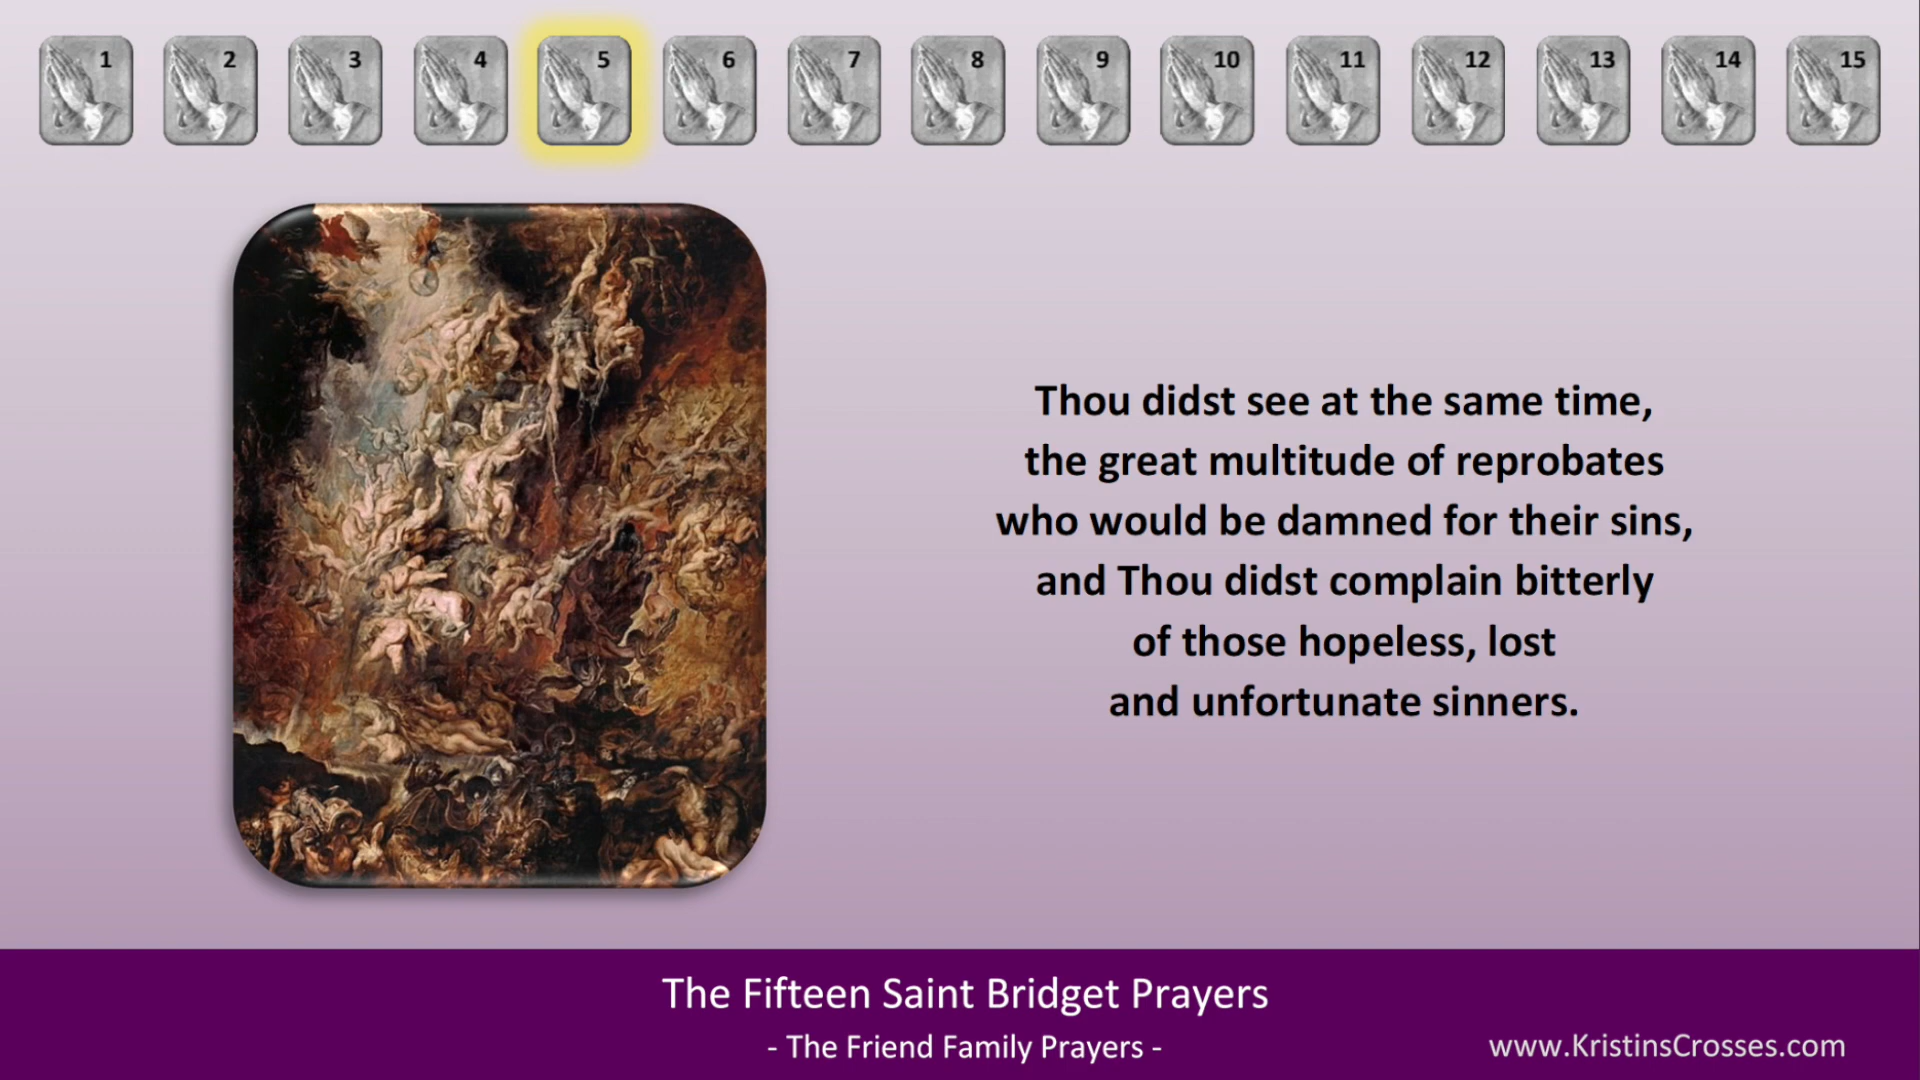 1 2 3 4 5 6 7 8 9 10 11 12 13 14 15
Thou didst see at the same time,
the great multitude of reprobates
who would be damned for their sins,
and Thou didst complain bitterly
of those hopeless, lost
and unfortunate sinners.
The Fifteen Saint Bridget Prayers
- The Friend Family Prayers -
www.KristinsCrosses.com